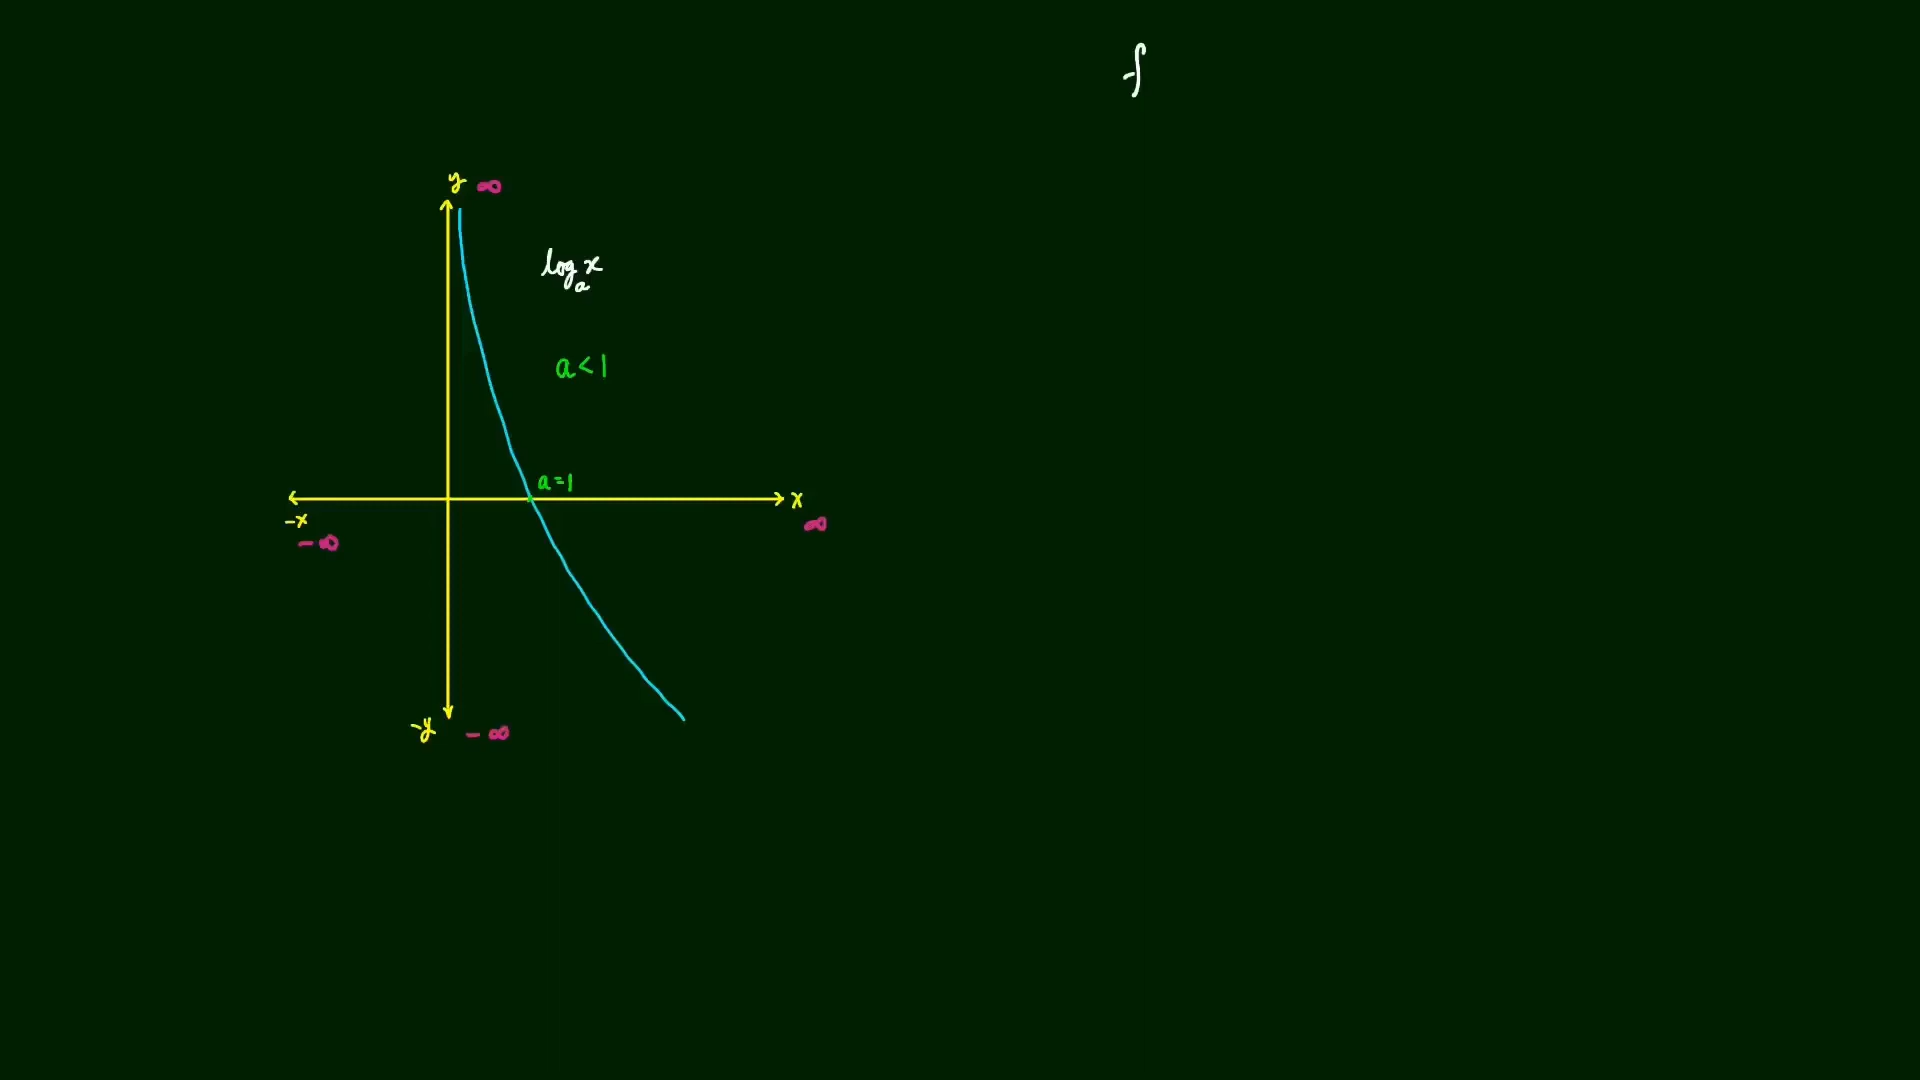 f
y ∞
log_a x
a < 1
a = 1
x
-x
∞
- ∞
-y - ∞